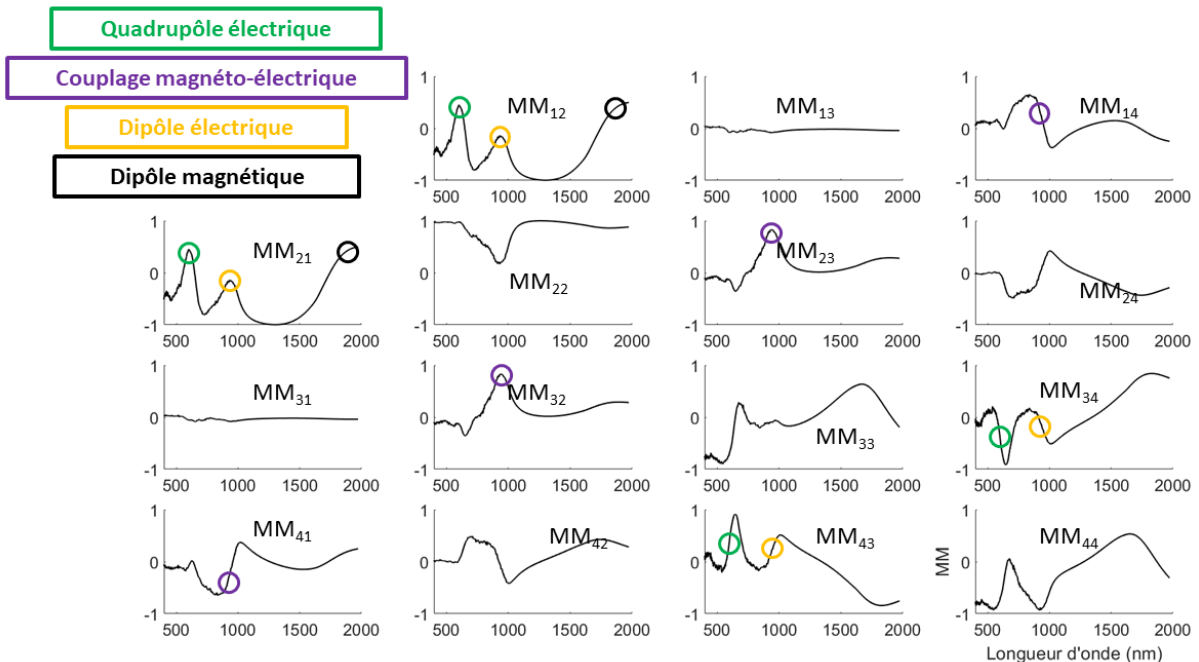 Quadrupôle électrique
Couplage magnéto-électrique
Dipôle électrique
Dipôle magnétique
1
0
-1
500 1000 1500 2000
MM12
MM13
500 1000 1500 2000
1
0
-1
500 1000 1500 2000
MM14
1
0
-1
500 1000 1500 2000
MM21
1
0
-1
500 1000 1500 2000
MM22
1
0
-1
500 1000 1500 2000
MM23
1
0
-1
500 1000 1500 2000
MM24
1
0
-1
500 1000 1500 2000
MM31
1
0
-1
500 1000 1500 2000
MM32
1
0
-1
500 1000 1500 2000
MM33
1
0
-1
500 1000 1500 2000
MM34
1
0
-1
500 1000 1500 2000
MM41
1
0
-1
500 1000 1500 2000
MM42
1
0
-1
500 1000 1500 2000
MM43
MM
1
0
-1
500 1000 1500 2000
MM44
Longueur d'onde (nm)